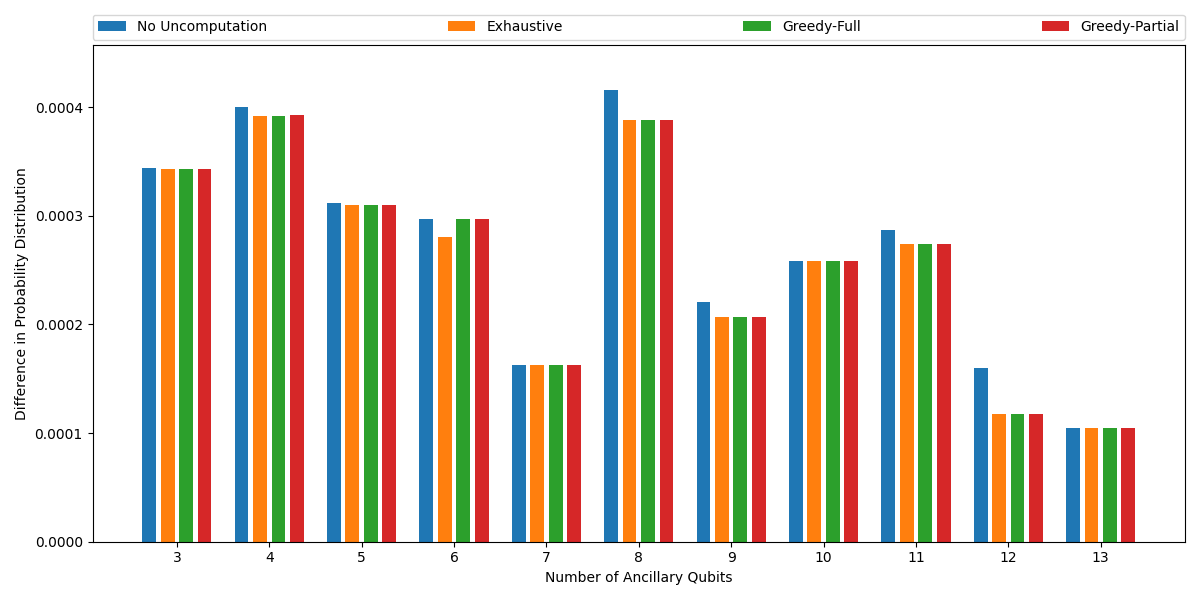 No Uncomputation Exhaustive Greedy-Full Greedy-Partial
Difference in Probability Distribution
0.0004
0.0003
0.0002
0.0001
0.0000
3 4 5 6 7 8 9 10 11 12 13
Number of Ancillary Qubits